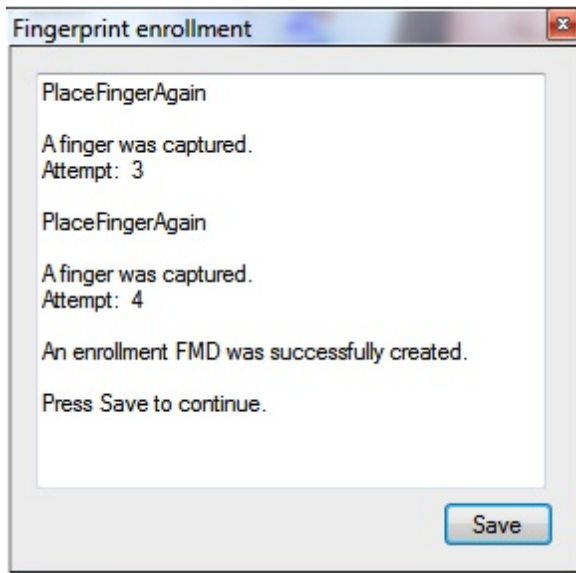 Fingerprint enrollment
PlaceFingerAgain
A finger was captured.
Attempt: 3
PlaceFingerAgain
A finger was captured.
Attempt: 4
An enrollment FMD was successfully created.
Press Save to continue.
Save